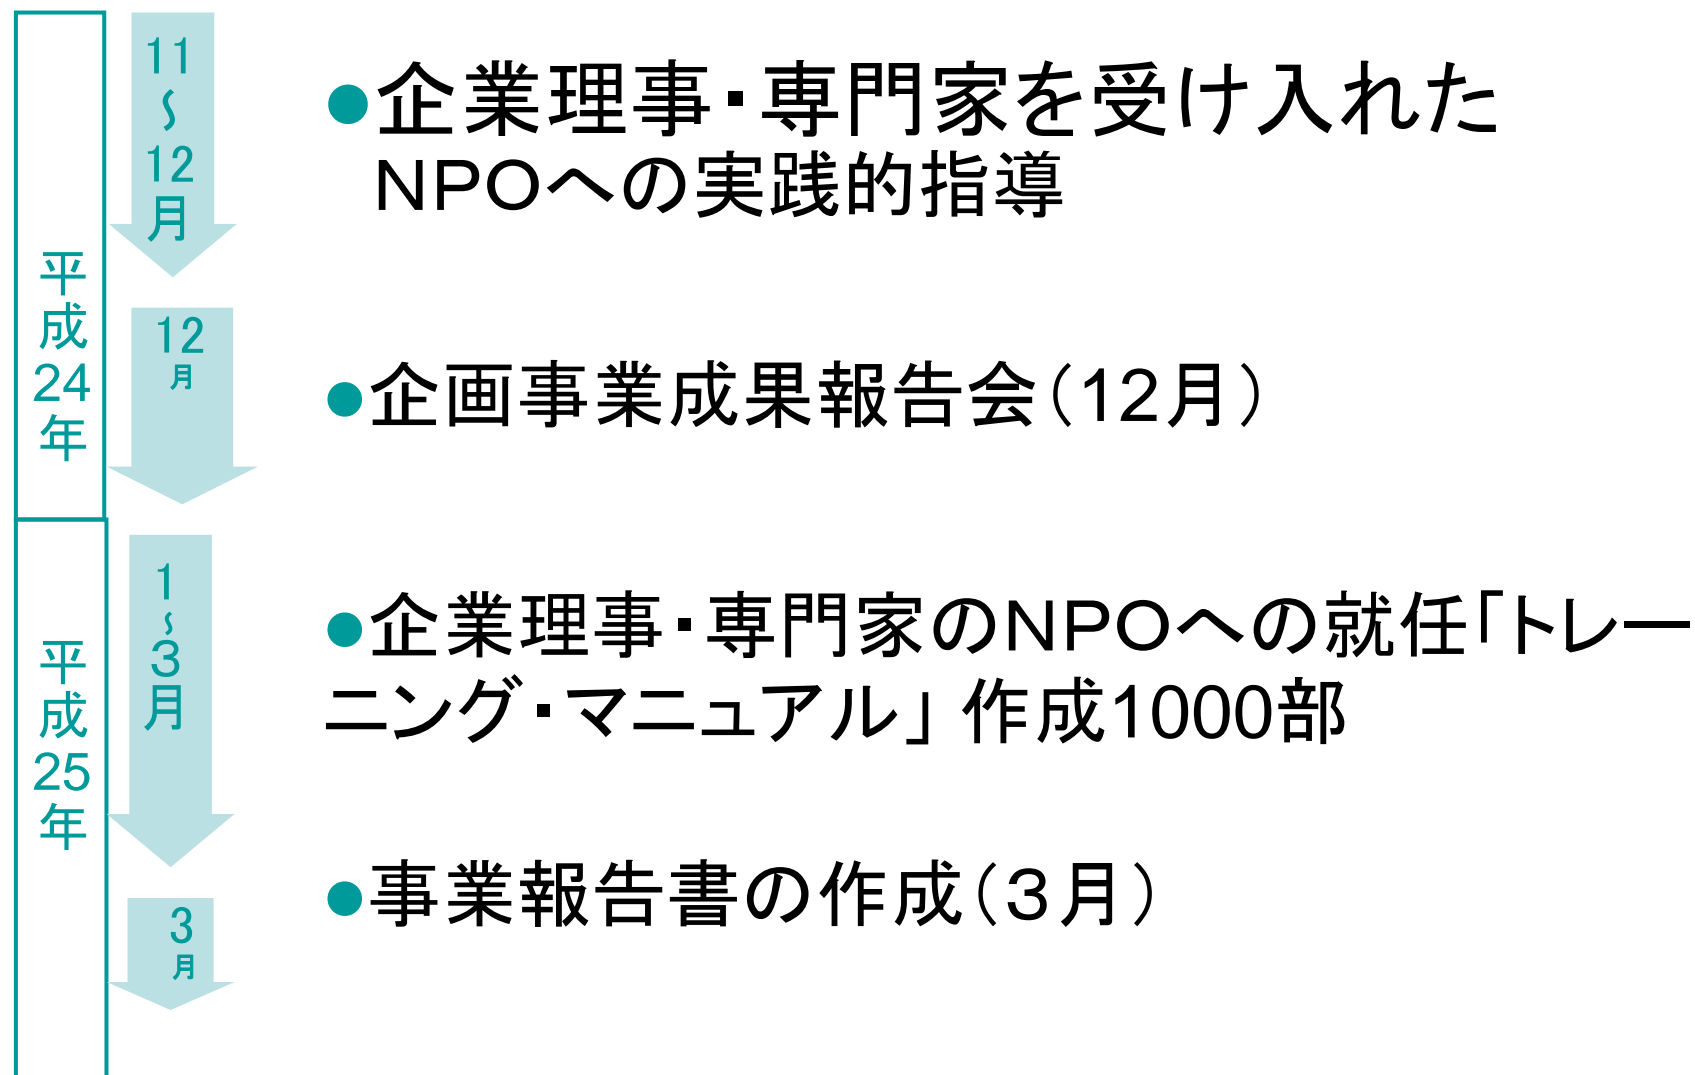 平成24年
11～12月
●企業理事・専門家を受け入れた
NPOへの実践的指導
12月
●企画事業成果報告会（12月）
平成25年
1～3月
●企業理事・専門家のNPOへの就任「トレー
ニング・マニュアル」 作成1000部
3月
●事業報告書の作成（3月）